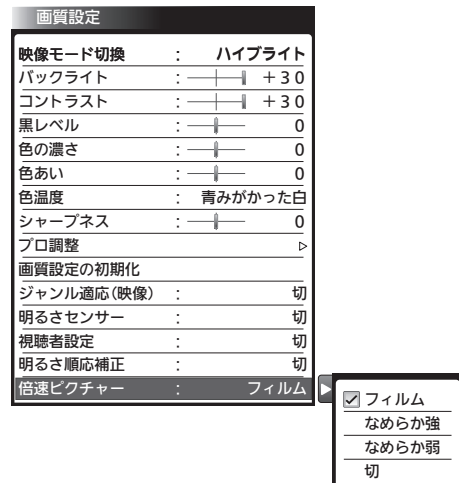 画質設定
映像モード切換 : ハイブライト
バックライト : +30
コントラスト : +30
黒レベル : 0
色の濃さ : 0
色あい : 0
色温度 : 青みがかった白
シャープネス : 0
プロ調整
画質設定の初期化
ジャンル適応(映像) : 切
明るさセンサー : 切
視聴者設定 : 切
明るさ順応補正 : 切
倍速ピクチャー : フィルム
フィルム
なめらか強
なめらか弱
切